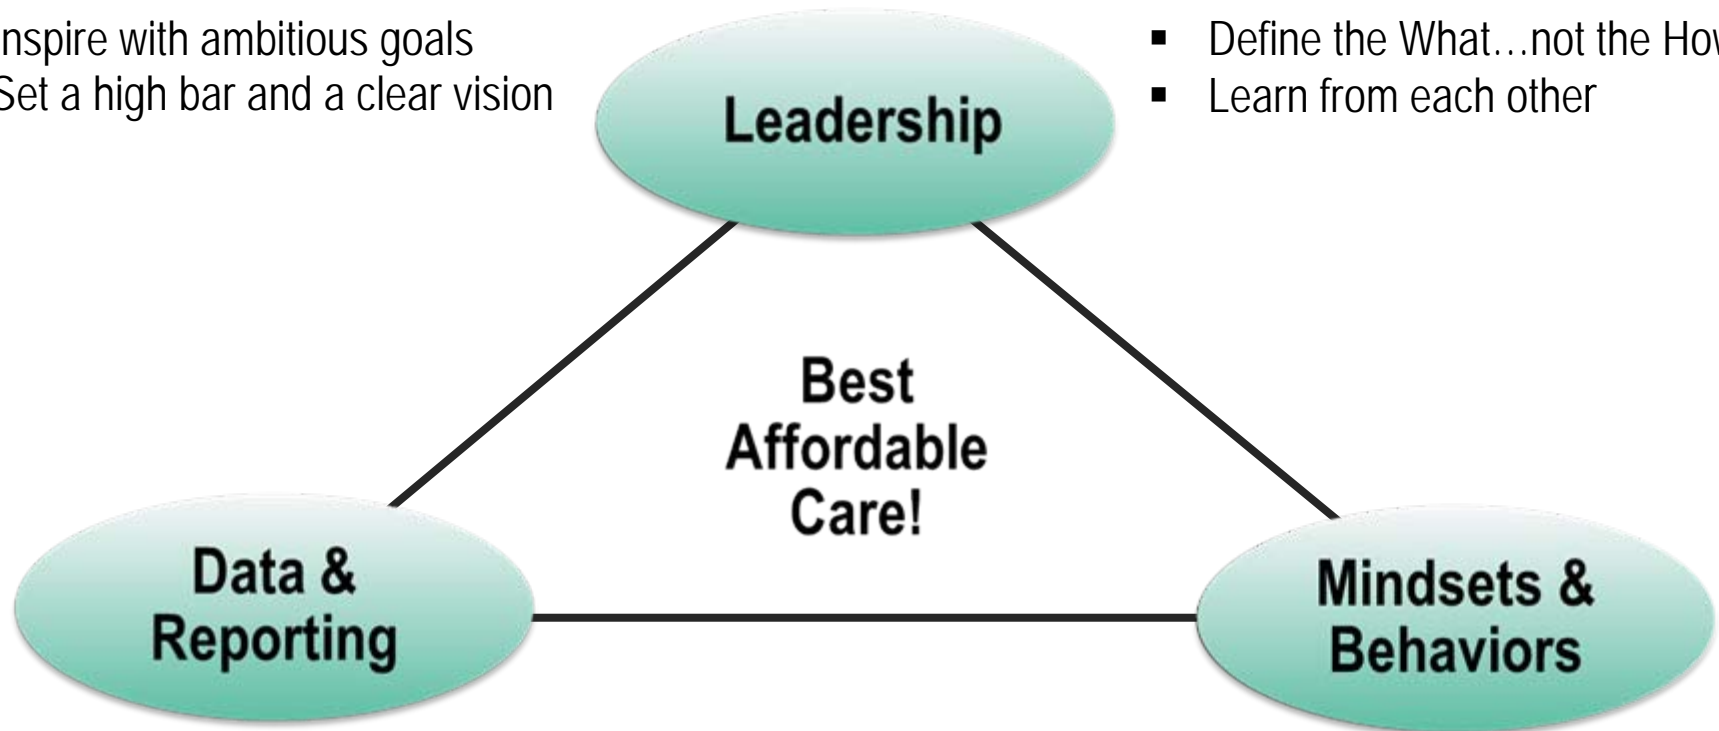 nspire with ambitious goals
Set a high bar and a clear vision
▪ Define the What…not the How
▪ Learn from each other
Leadership
Best
Affordable
Care!
Data &
Reporting
Mindsets &
Behaviors